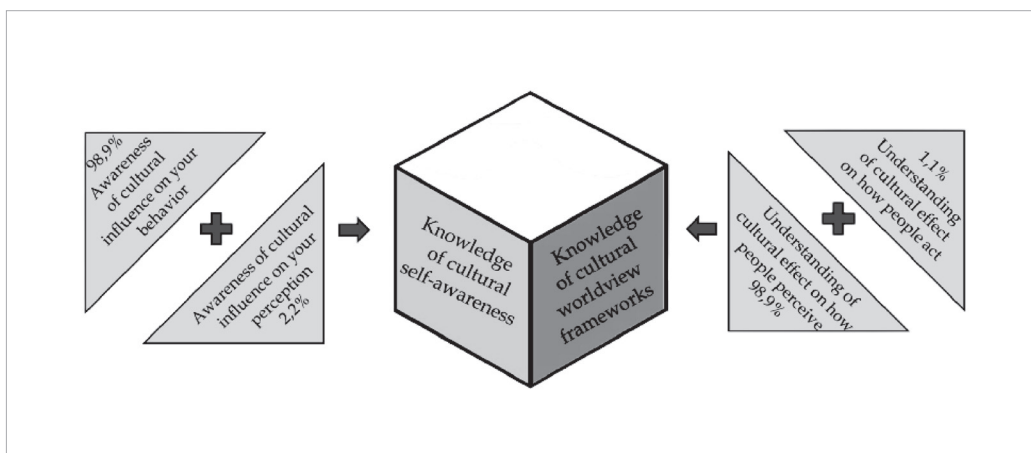 98,9%
Awareness
of cultural
influence on your
behavior
Awareness of cultural
influence on your
perception
2,2%
Knowledge
of cultural
self-awareness
Knowledge
of cultural
worldview
frameworks
Understanding of
cultural effect on how
people perceive
98,9%
1,1%
Understanding
of cultural effect
on how people act